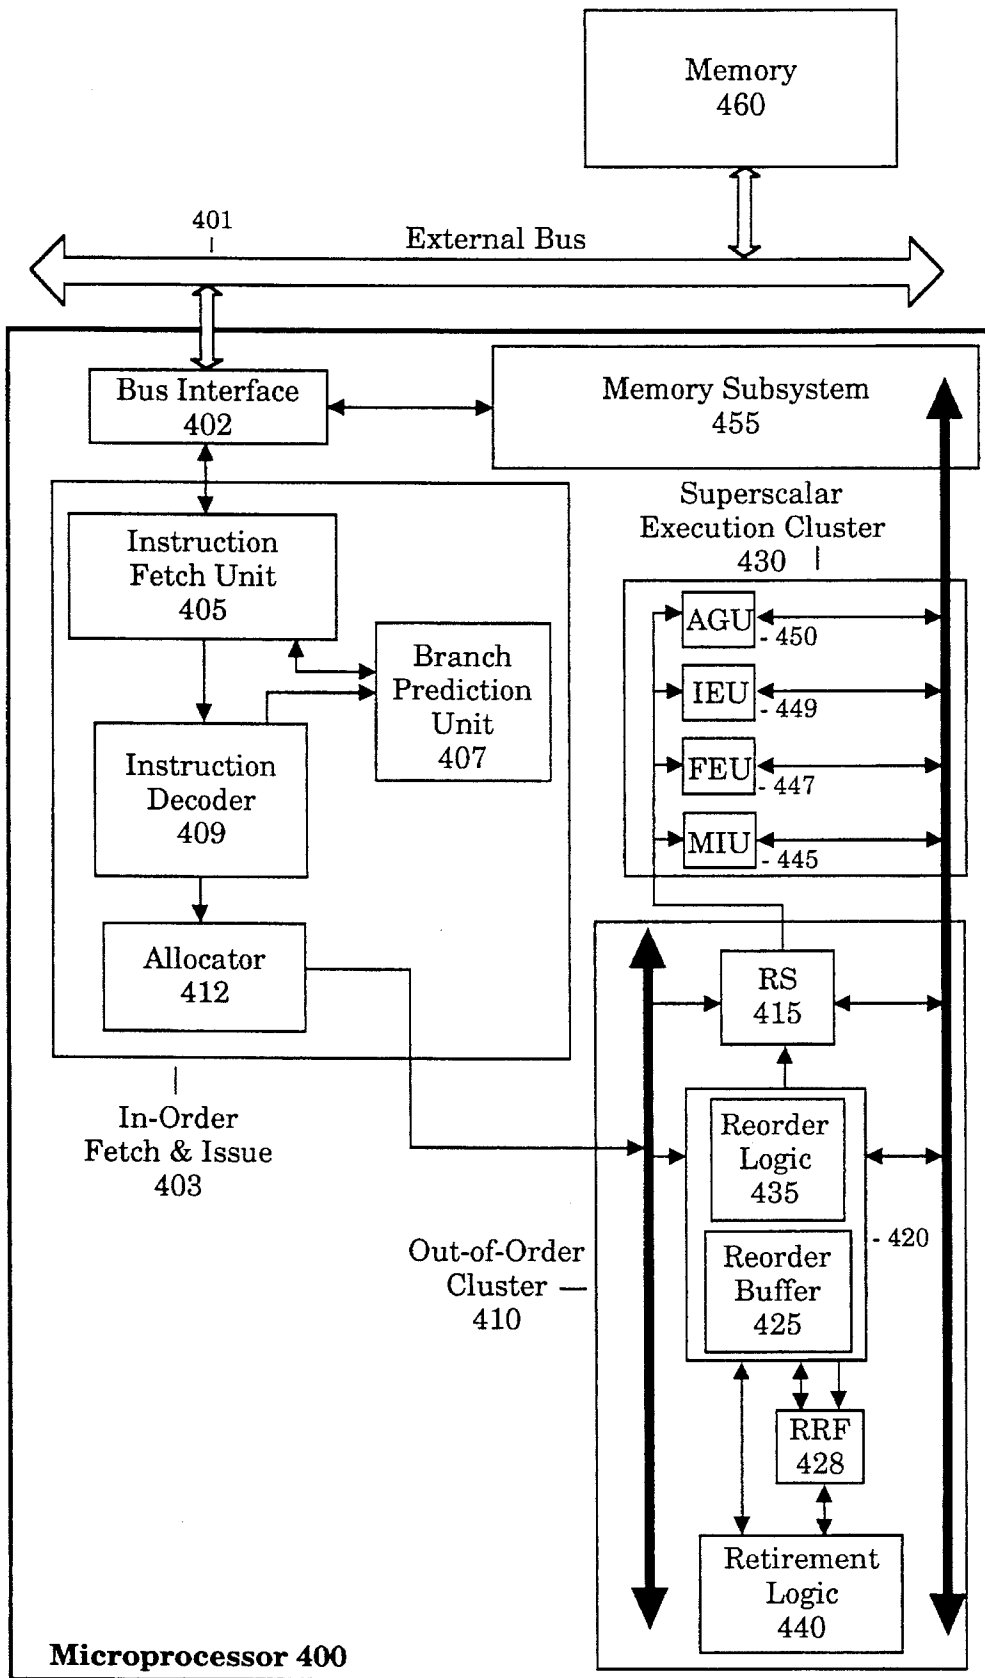 Memory
460
401
External Bus
Bus Interface
402
Memory Subsystem
455
Superscalar
Execution Cluster
430
Instruction
Fetch Unit
405
Branch
Prediction
Unit
407
Instruction
Decoder
409
Allocator
412
In-Order
Fetch & Issue
403
AGU
- 450
IEU
- 449
FEU
- 447
MIU
- 445
RS
415
Reorder
Logic
435
- 420
Out-of-Order
Cluster
410
Reorder
Buffer
425
RRF
428
Retirement
Logic
440
Microprocessor 400